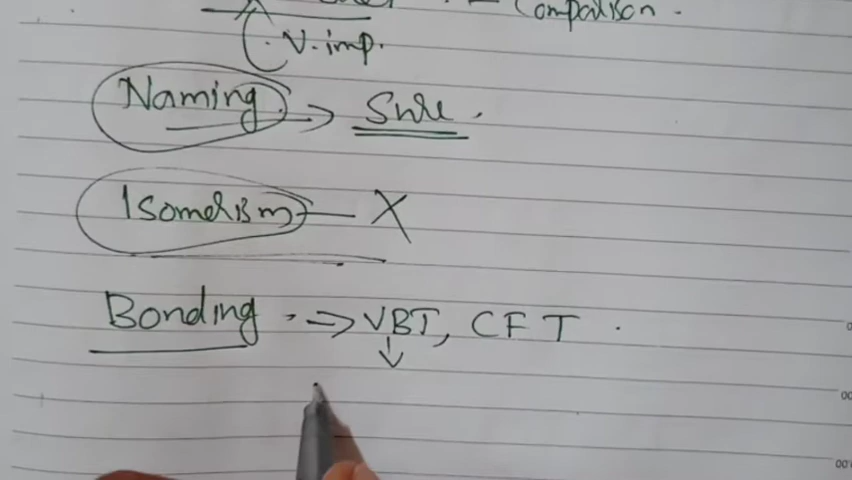 Comparison.
V. imp.
Naming → Sure.
Isomerism — X
Bonding. ⇒ VBT, CFT.